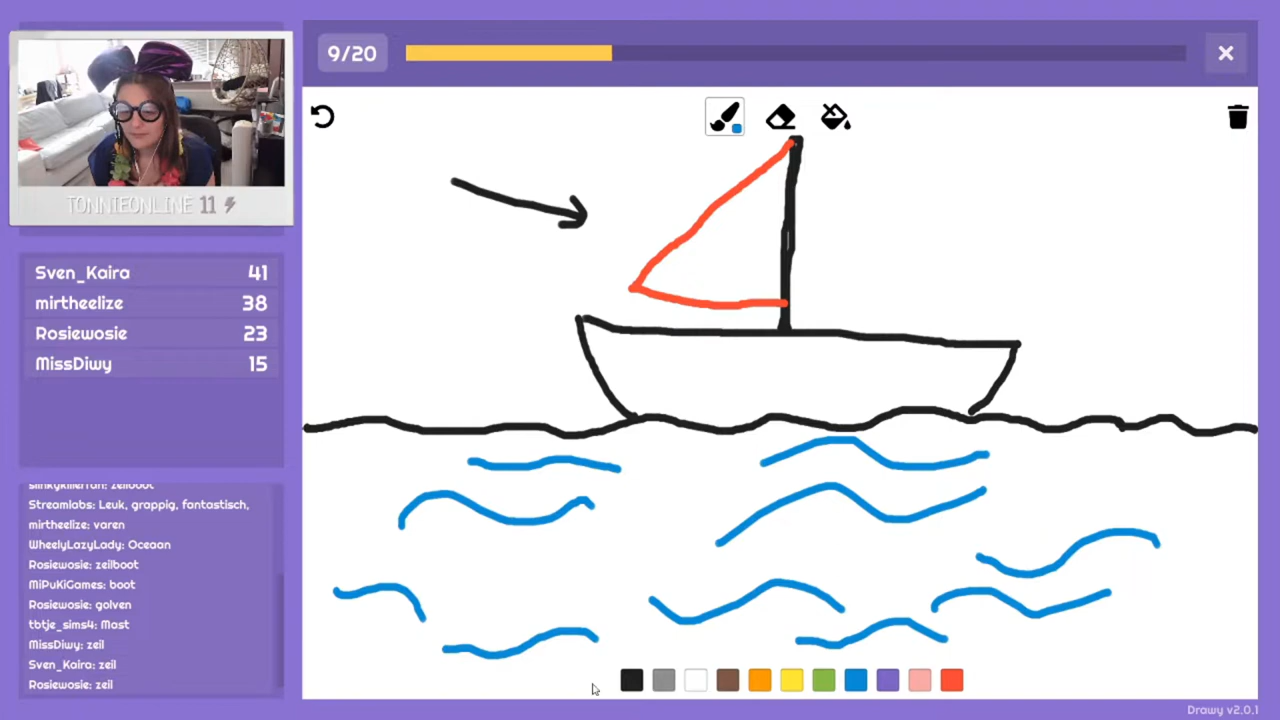 9/20
TONNIEONLINE 11
Sven_Kaira 41
mirtheelize 38
Rosiewosie 23
MissDiwy 15
Streamlabs: Leuk, grappig, fantastisch,
mirtheelize: varen
WheelyLazyLady: Oceaan
Rosiewosie: zeilboot
MiPuKiGames: boot
Rosiewosie: golven
tbtje_sims4: Mast
MissDiwy: zeil
Sven_Kaira: zeil
Rosiewosie: zeil
Drawy v2.0.1